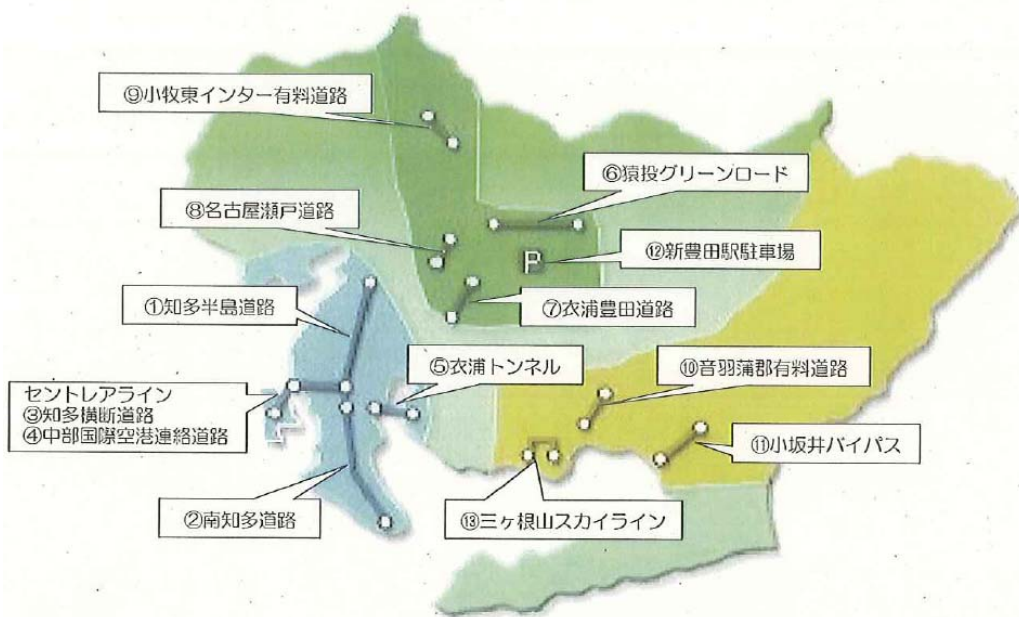 ⑨小牧東インター有料道路
⑥猿投グリーンロード
⑧名古屋瀬戸道路
P
⑫新豊田駅駐車場
①知多半島道路
⑦衣浦豊田道路
⑤衣浦トンネル
⑩音羽蒲郡有料道路
セントレアライン
③知多横断道路
④中部国際空港連絡道路
⑪小坂井バイパス
②南知多道路
⑬三ヶ根山スカイライン